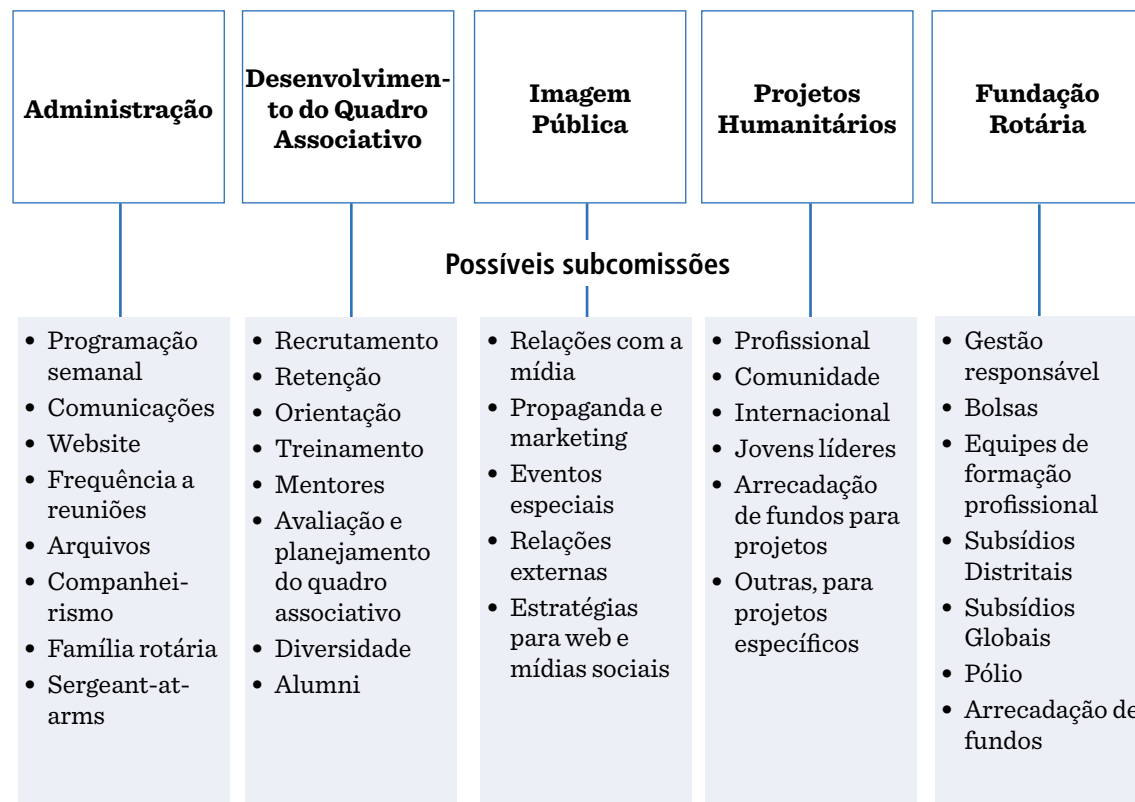 Administração
Desenvolvimen-
to do Quadro
Associativo
Imagem
Pública
Projetos
Humanitários
Fundação
Rotária
Possíveis subcomissões
• Programação
semanal
• Comunicações
• Website
• Frequência a
reuniões
• Arquivos
• Companhei-
rismo
• Família rotária
• Sergeant-at-
arms
• Recrutamento
• Retenção
• Orientação
• Treinamento
• Mentores
• Avaliação e
planejamento
do quadro
associativo
• Diversidade
• Alumni
• Relações com a
mídia
• Propaganda e
marketing
• Eventos
especiais
• Relações
externas
• Estratégias
para web e
mídias sociais
• Profissional
• Comunidade
• Internacional
• Jovens líderes
• Arrecadação
de fundos para
projetos
• Outras, para
projetos
específicos
• Gestão
responsável
• Bolsas
• Equipes de
formação
profissional
• Subsídios
Distritais
• Subsídios
Globais
• Pólio
• Arrecadação de
fundos